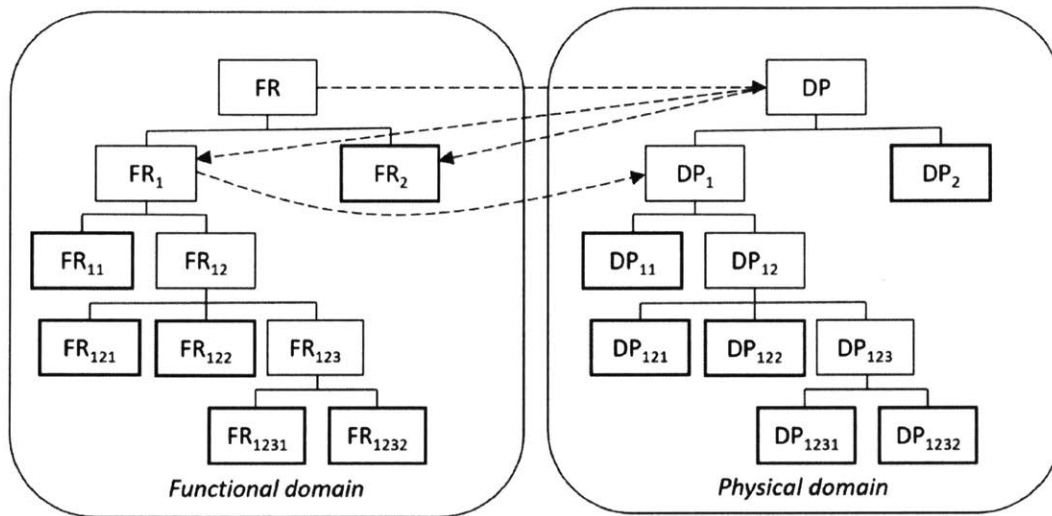 FR
DP
FR₁
FR₂
DP₁
DP₂
FR₁₁
FR₁₂
DP₁₁
DP₁₂
FR₁₂₁
FR₁₂₂
FR₁₂₃
DP₁₂₁
DP₁₂₂
DP₁₂₃
FR₁₂₃₁
FR₁₂₃₂
DP₁₂₃₁
DP₁₂₃₂
Functional domain
Physical domain